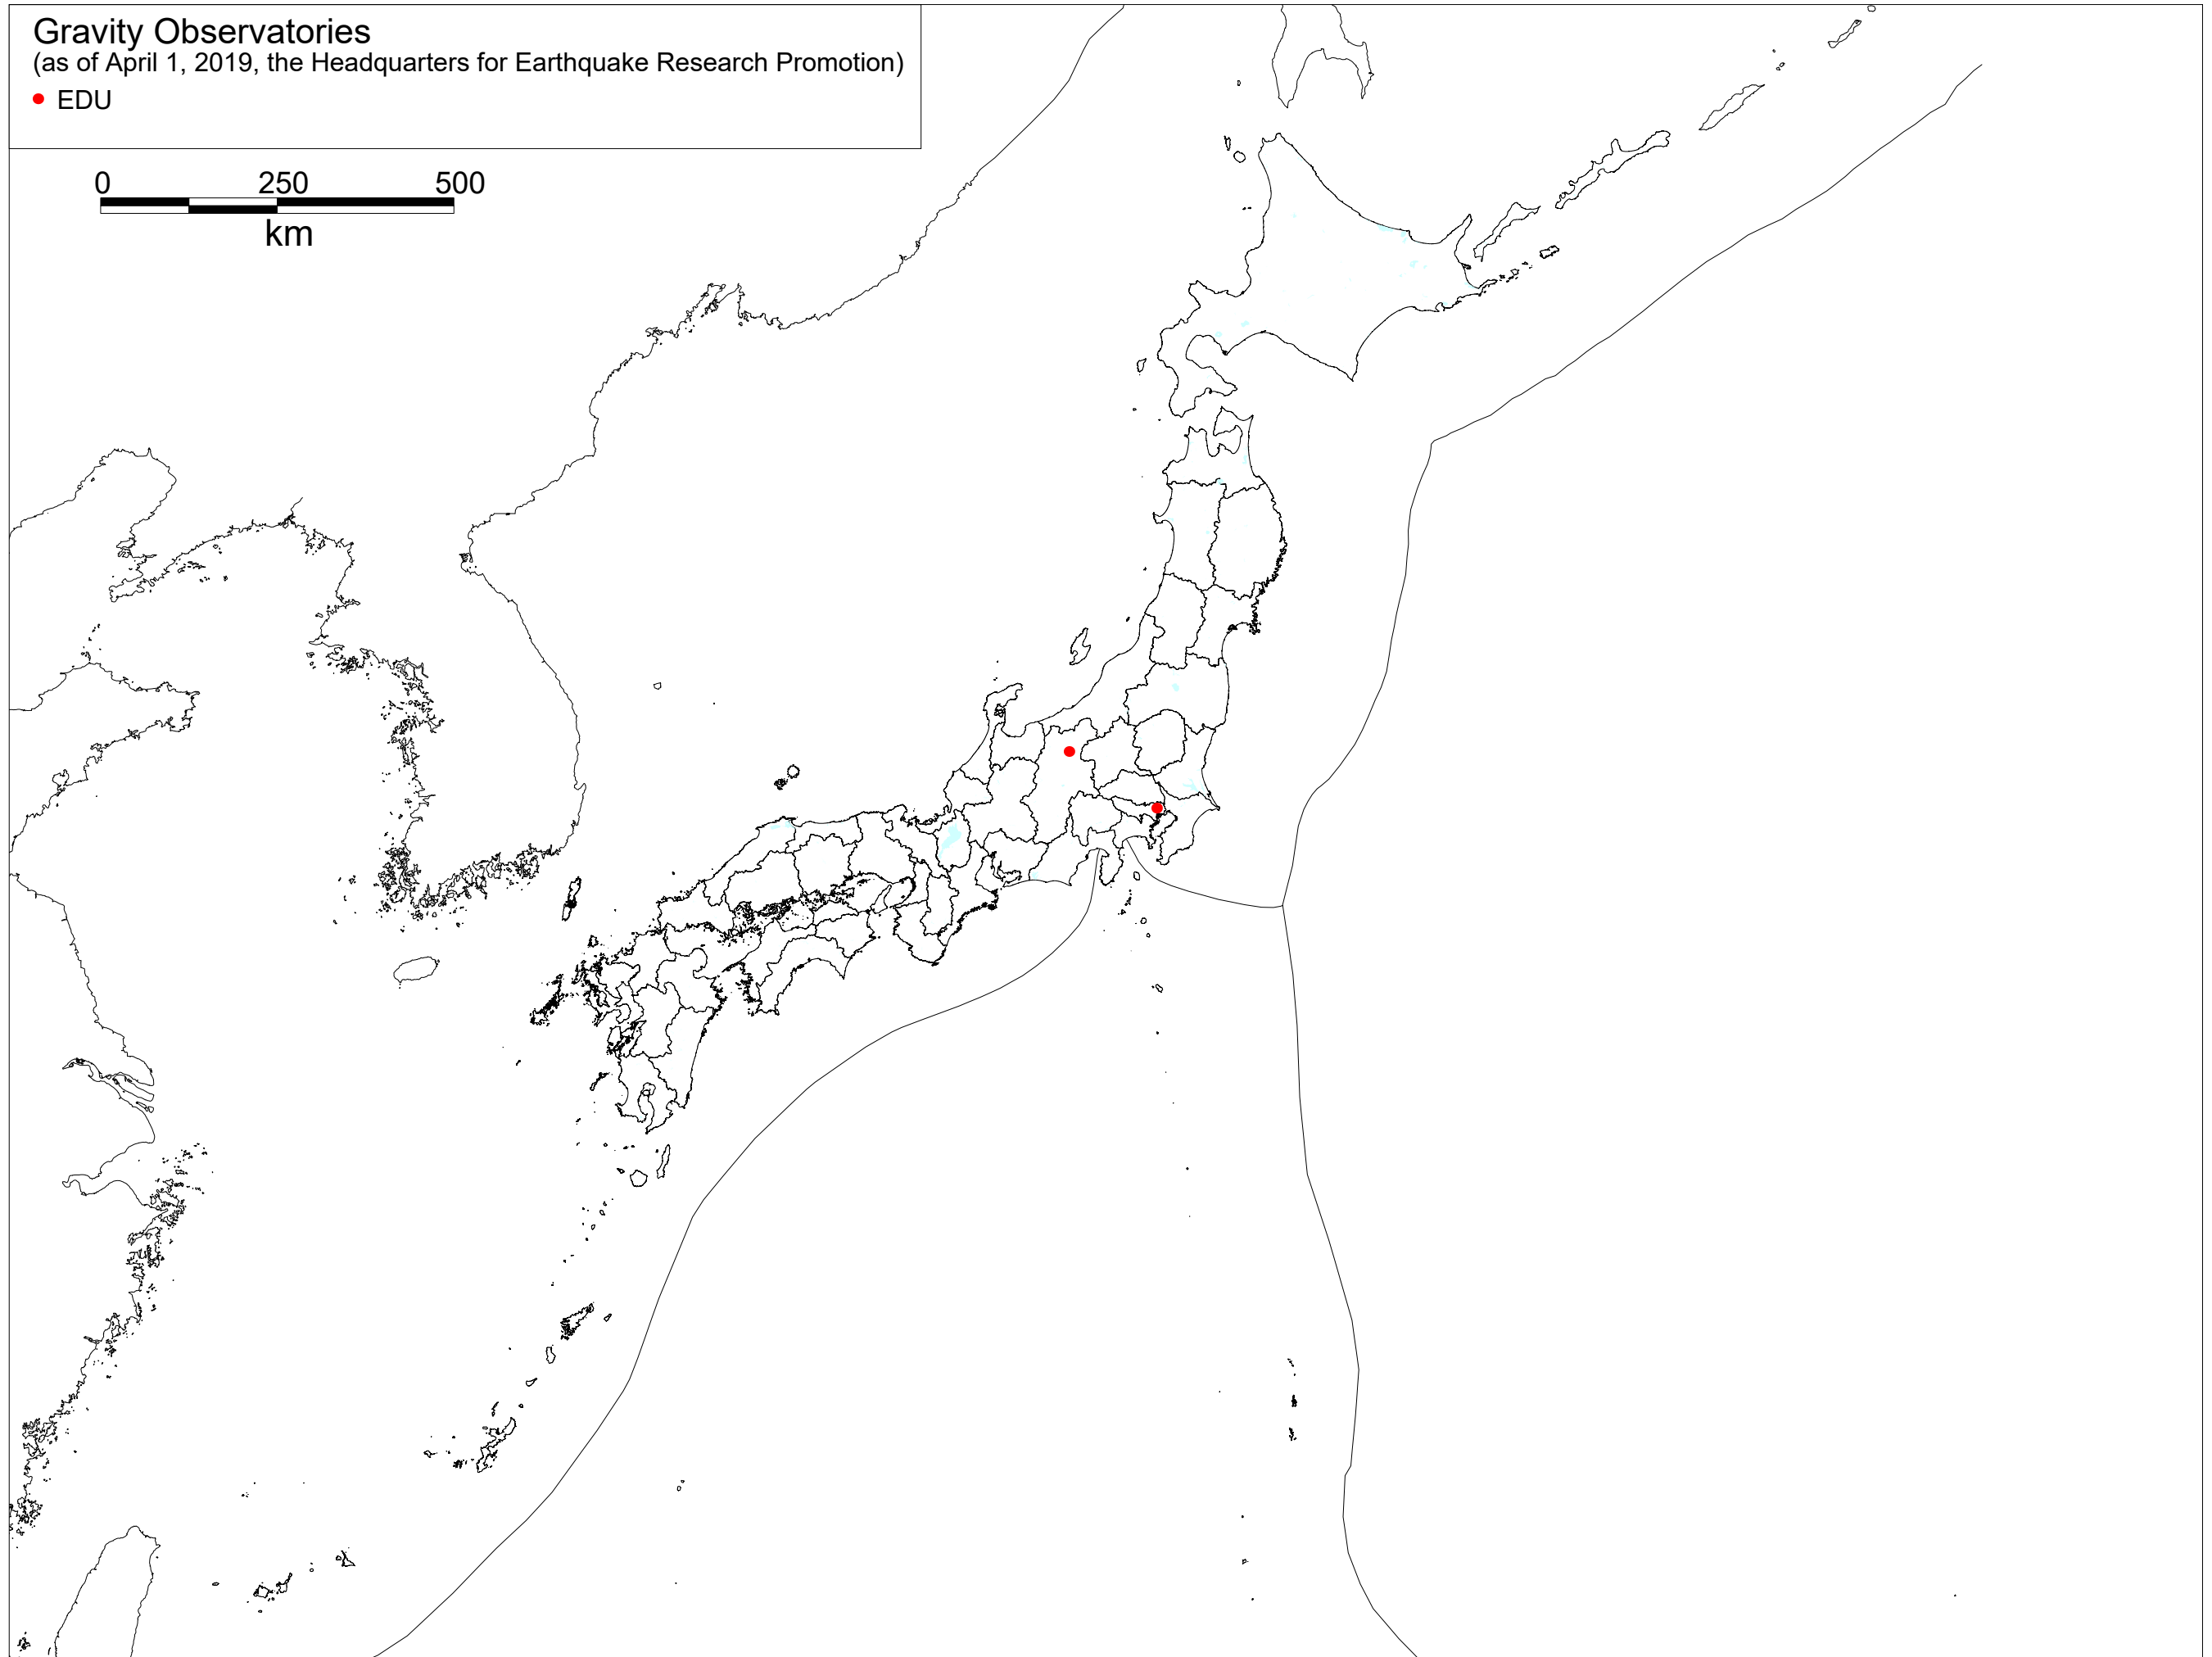 Gravity Observatories
(as of April 1, 2019, the Headquarters for Earthquake Research Promotion)
EDU
0 250 500
km